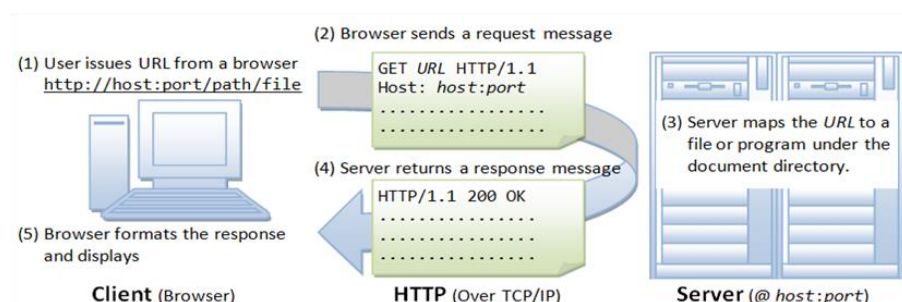 (1) User issues URL from a browser
http://host:port/path/file
(2) Browser sends a request message
GET URL HTTP/1.1
Host: host:port
. . . . . . . . . . . . . . . .
. . . . . . . . . . . . . . . .
(3) Server maps the URL to a
file or program under the
document directory.
(4) Server returns a response message
HTTP/1.1 200 OK
. . . . . . . . . . . . . . .
. . . . . . . . . . . . . . .
. . . . . . . . . . . . . . .
(5) Browser formats the response
and displays
Client (Browser)
HTTP (Over TCP/IP)
Server (@ host:port)